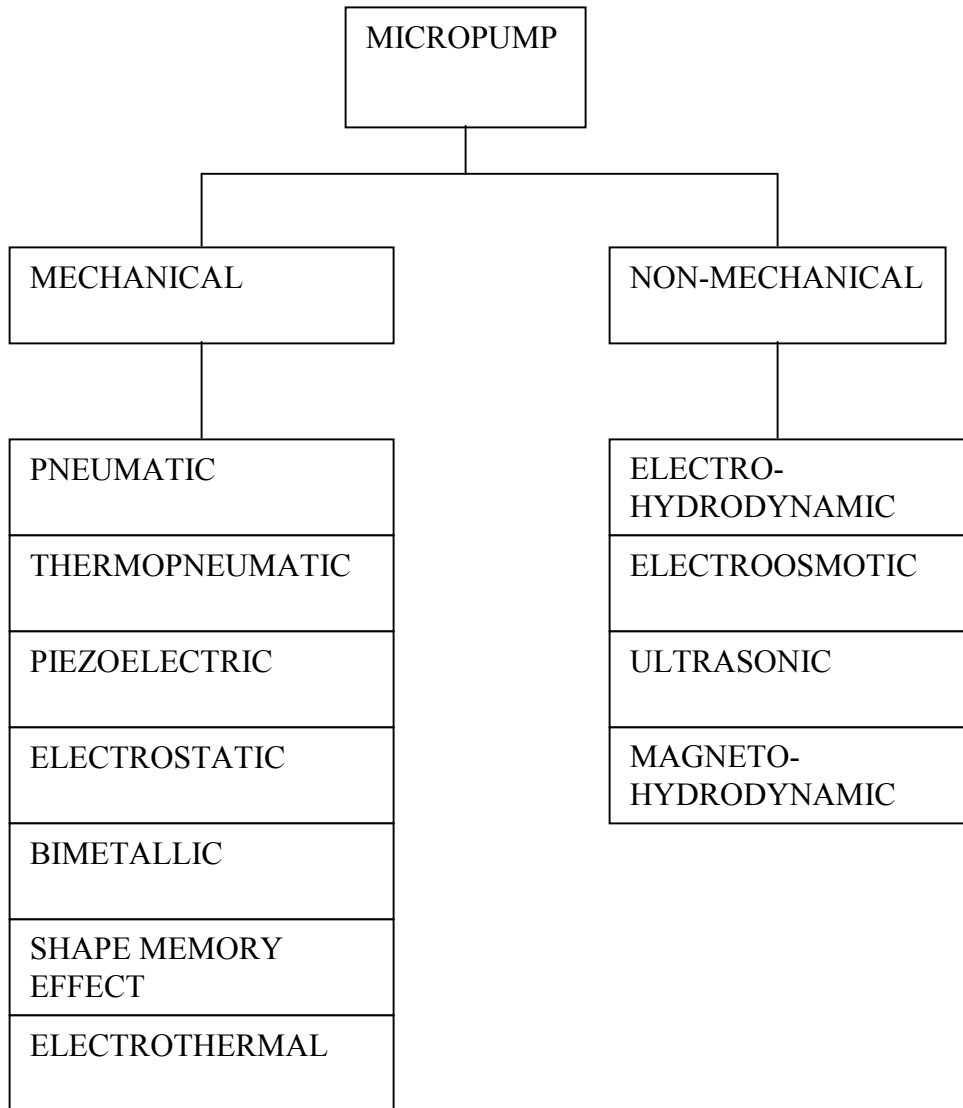 MICROPUMP
MECHANICAL
NON-MECHANICAL
PNEUMATIC
THERMOPNEUMATIC
PIEZOELECTRIC
ELECTROSTATIC
BIMETALLIC
SHAPE MEMORY
EFFECT
ELECTROTHERMAL
ELECTRO-
HYDRODYNAMIC
ELECTROOSMOTIC
ULTRASONIC
MAGNETO-
HYDRODYNAMIC